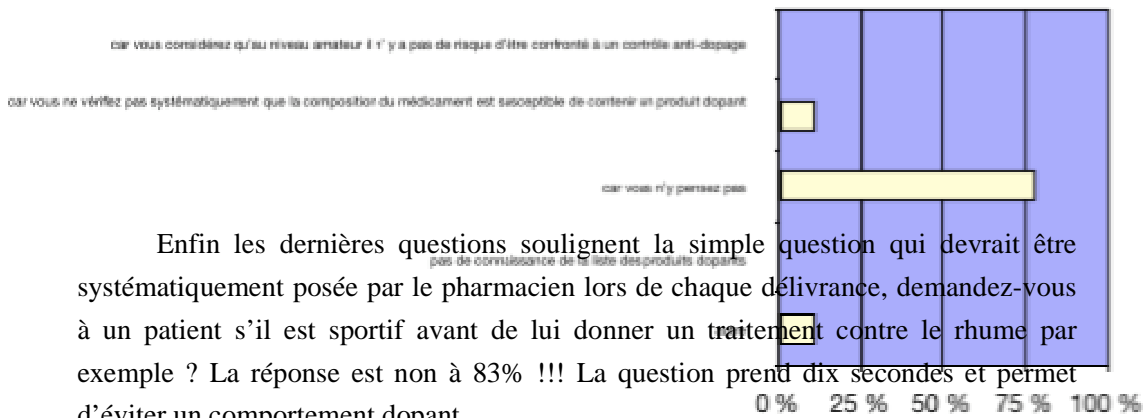 car vous considérez qu'au niveau amateur il n' y a pas de risque d'être confronté à un contrôle anti-dopage
car vous ne vérifiez pas systématiquement que la composition du médicament est susceptible de contenir un produit dopant
car vous n'y pensez pas
Enfin les dernières questions soulignent la simple question qui devrait être
pas de connaissance de la liste des produits dopants
systématiquement posée par le pharmacien lors de chaque délivrance, demandez-vous
à un patient s'il est sportif avant de lui donner un traitement contre le rhume par
exemple ? La réponse est non à 83% !!! La question prend dix secondes et permet
d'éviter un comportement dopant
0 % 25 % 50 % 75 % 100 %